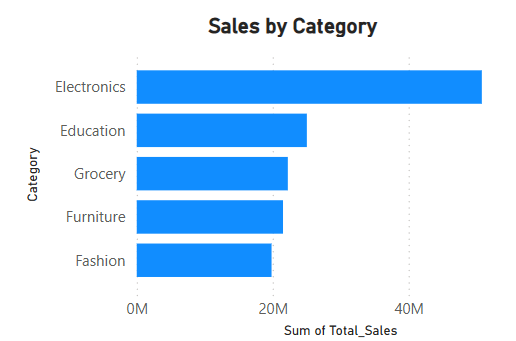 Sales by Category
Category
Electronics
Education
Grocery
Furniture
Fashion
0M 20M 40M
Sum of Total_Sales